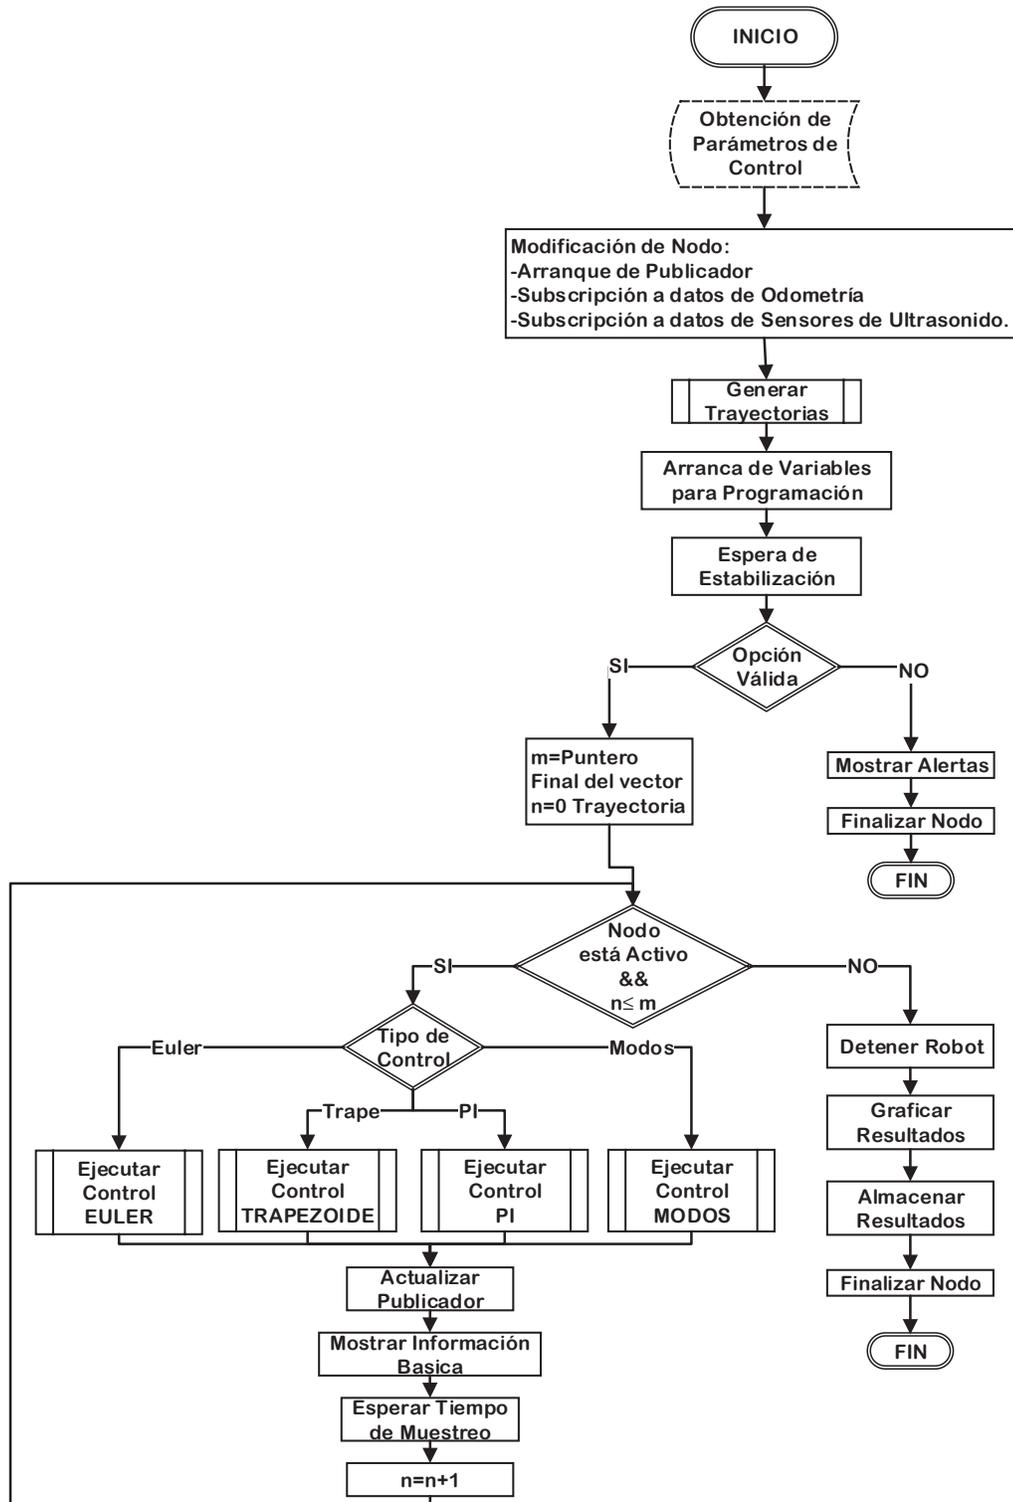 INICIO
Obtención de
Parámetros de
Control
Modificación de Nodo:
-Arranque de Publicador
-Subscripción a datos de Odometría
-Subscripción a datos de Sensores de Ultrasonido.
Generar
Trayectorias
Arranca de Variables
para Programación
Espera de
Estabilización
Opción
Válida
SI
NO
m=Puntero
Final del vector
n=0 Trayectoria
Mostrar Alertas
Finalizar Nodo
FIN
Nodo
está Activo
&&
n≤ m
SI
NO
Tipo de
Control
Euler
Modos
Trape
PI
Detener Robot
Graficar
Resultados
Almacenar
Resultados
Finalizar Nodo
FIN
Ejecutar
Control
EULER
Ejecutar
Control
TRAPEZOIDE
Ejecutar
Control
PI
Ejecutar
Control
MODOS
Actualizar
Publicador
Mostrar Información
Basica
Esperar Tiempo
de Muestreo
n=n+1